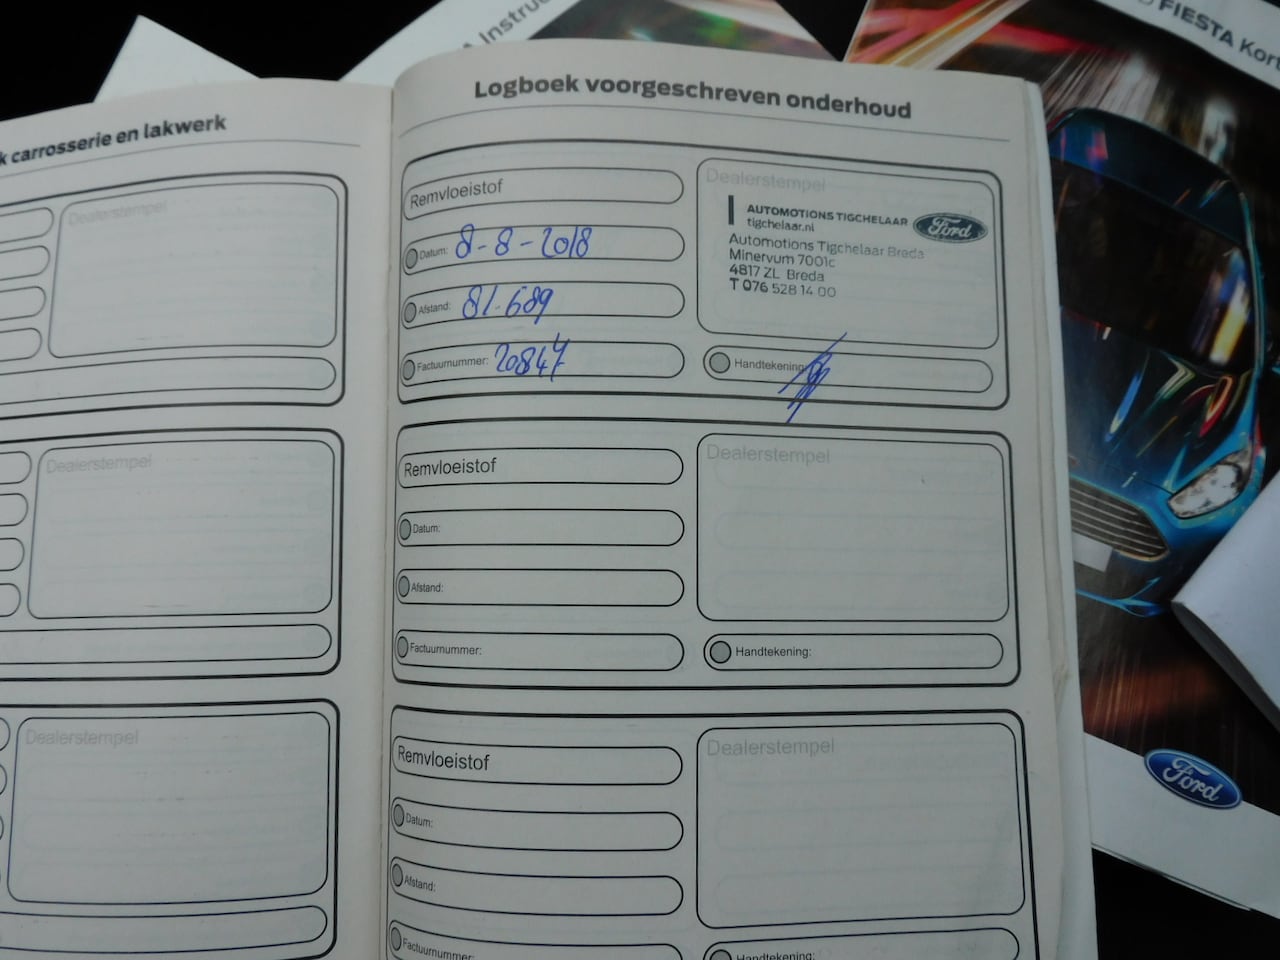 Instruc
FIESTA Kort
k carrosserie en lakwerk
Dealerstempel
Dealerstempel
Dealerstempel
Logboek voorgeschreven onderhoud
Remvloeistof
Datum: 8-8-2018
Afstand: 81.689
Factuurnummer: 20847
Dealerstempel
AUTOMOTIONS TIGCHELAAR
tigchelaar.nl
Ford
Automotions Tigchelaar Breda
Minervum 7001c
4817 ZL Breda
T 076 528 14 00
Handtekening:
Remvloeistof
Datum:
Afstand:
Factuurnummer:
Dealerstempel
Handtekening:
Remvloeistof
Datum:
Afstand:
Factuurnummer:
Dealerstempel
Handtekening:
Ford